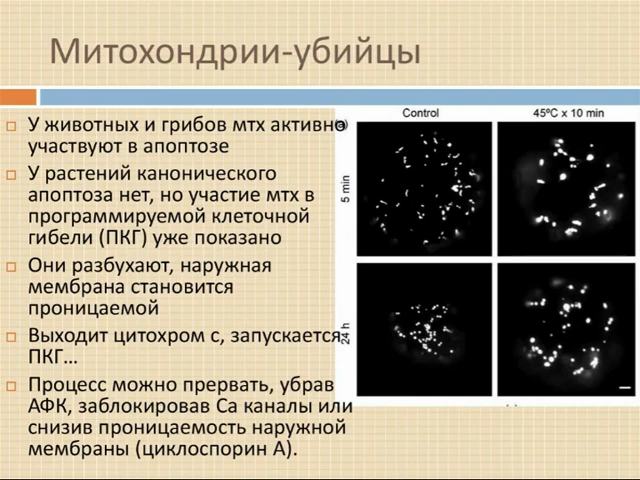 Митохондрии-убийцы
У животных и грибов мтх активно
участвуют в апоптозе
У растений канонического
апоптоза нет, но участие мтх в
программируемой клеточной
гибели (ПКГ) уже показано
Они разбухают, наружная
мембрана становится
проницаемой
Выходит цитохром с, запускается
ПКГ...
Процесс можно прервать, убрав
АФК, заблокировав Са каналы или
снизив проницаемость наружной
мембраны (циклоспорин А).
Control
45ºC x 10 min
5 min
24 h